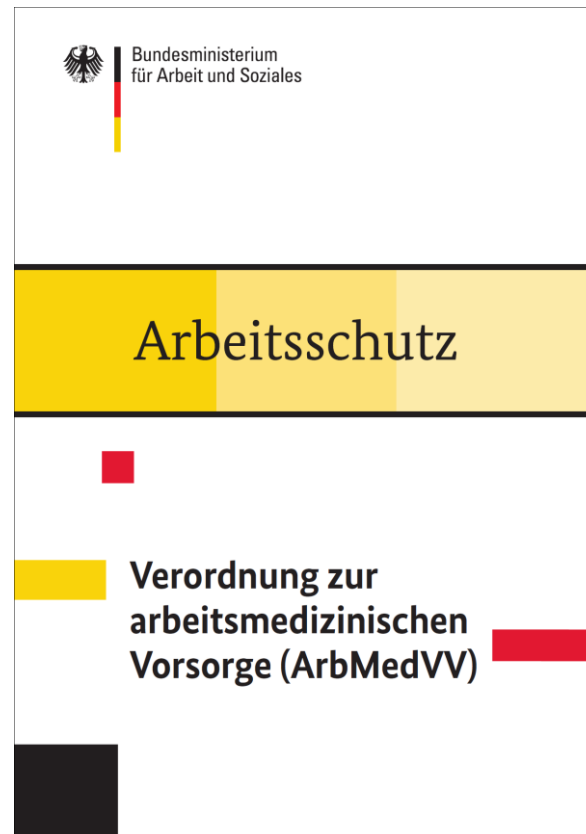 Bundesministerium
für Arbeit und Soziales
Arbeitsschutz
Verordnung zur
arbeitsmedizinischen
Vorsorge (ArbMedVV)